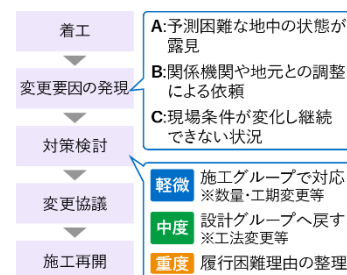 着工
変更要因の発現
対策検討
変更協議
施工再開
A:予測困難な地中の状態が
露見
B:関係機関や地元との調整
による依頼
C:現場条件が変化し継続
できない状況
軽微 施工グループで対応
※数量・工期変更等
中度 設計グループへ戻す
※工法変更等
重度 履行困難理由の整理